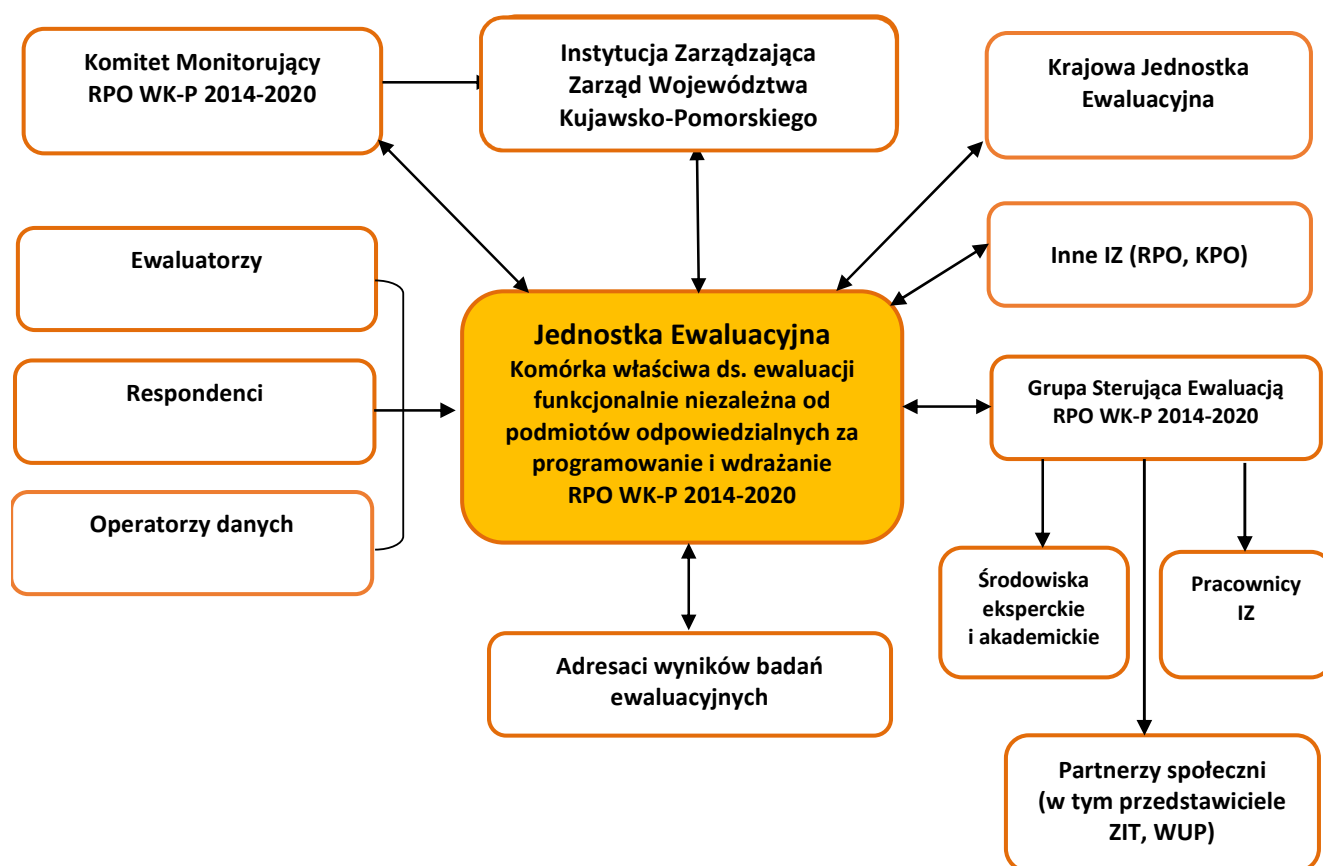 Komitet Monitorujący
RPO WK-P 2014-2020
Instytucja Zarządzająca
Zarząd Województwa
Kujawsko-Pomorskiego
Krajowa Jednostka
Ewaluacyjna
Ewaluatorzy
Inne IZ (RPO, KPO)
Jednostka Ewaluacyjna
Komórka właściwa ds. ewaluacji
funkcjonalnie niezależna od
podmiotów odpowiedzialnych za
programowanie i wdrażanie
RPO WK-P 2014-2020
Respondenci
Grupa Sterująca Ewaluacją
RPO WK-P 2014-2020
Operatorzy danych
Środowiska
eksperckie
i akademickie
Pracownicy
IZ
Adresaci wyników badań
ewaluacyjnych
Partnerzy społeczni
(w tym przedstawiciele
ZIT, WUP)